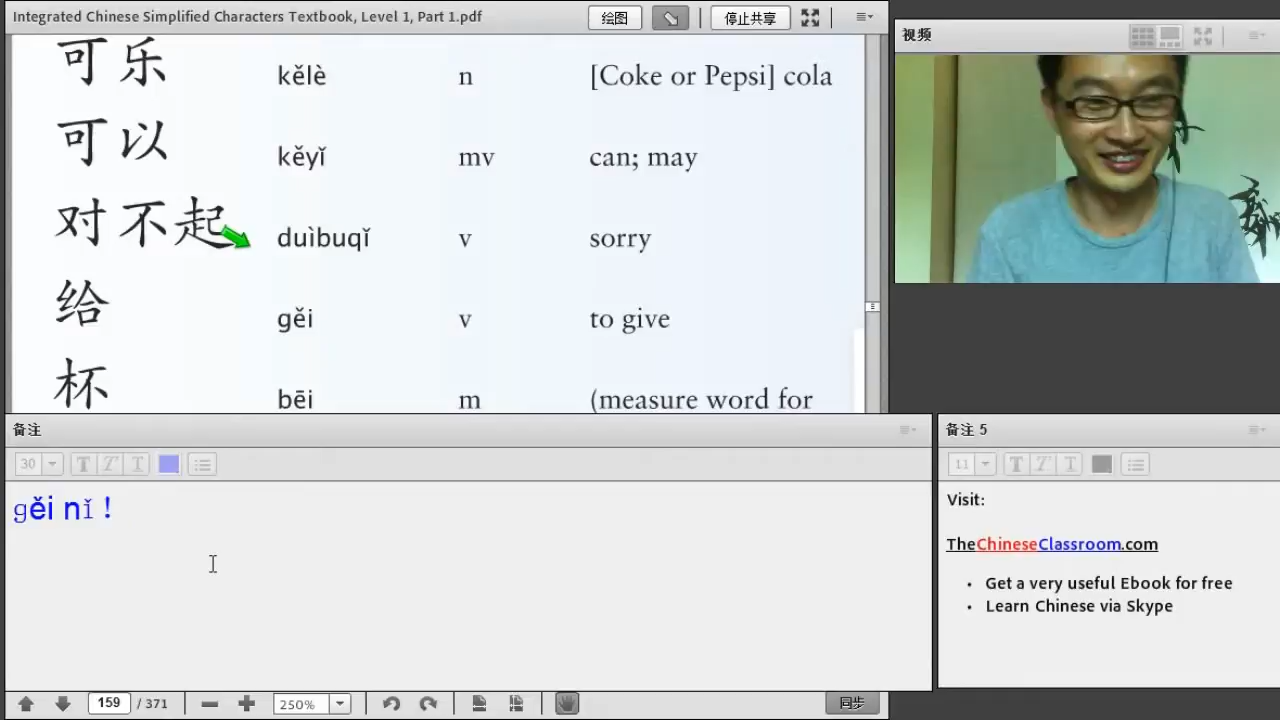 Integrated Chinese Simplified Characters Textbook, Level 1, Part 1.pdf
绘图
停止共享
视频
可乐 kělè n [Coke or Pepsi] cola
可以 kěyǐ mv can; may
对不起 duìbuqǐ v sorry
给 gěi v to give
杯 bēi m (measure word for
备注
30 T T T
gěi nǐ！
备注 5
11 T T T
Visit:
TheChineseClassroom.com
• Get a very useful Ebook for free
• Learn Chinese via Skype
159 / 371
250%
同步